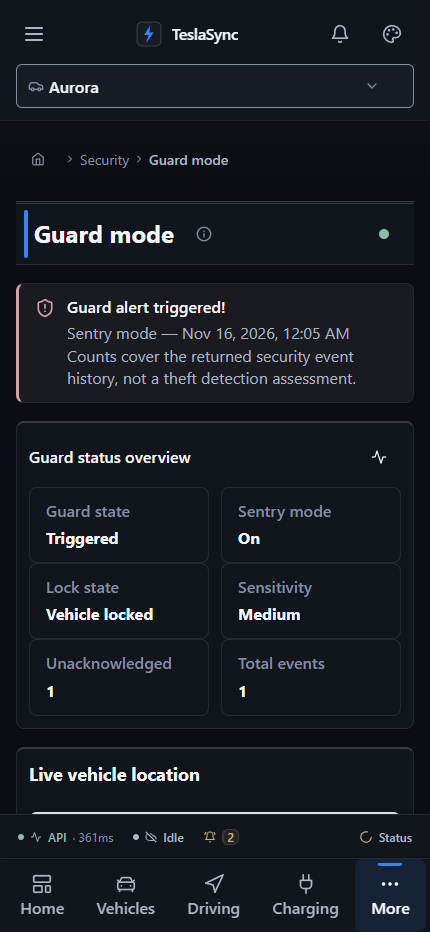 TeslaSync
Aurora
Security
Guard mode
Guard mode
Guard alert triggered!
Sentry mode — Nov 16, 2026, 12:05 AM
Counts cover the returned security event
history, not a theft detection assessment.
Guard status overview
Guard state
Triggered
Sentry mode
On
Lock state
Vehicle locked
Sensitivity
Medium
Unacknowledged
1
Total events
1
Live vehicle location
API · 361ms
Idle
2
Status
Home
Vehicles
Driving
Charging
More